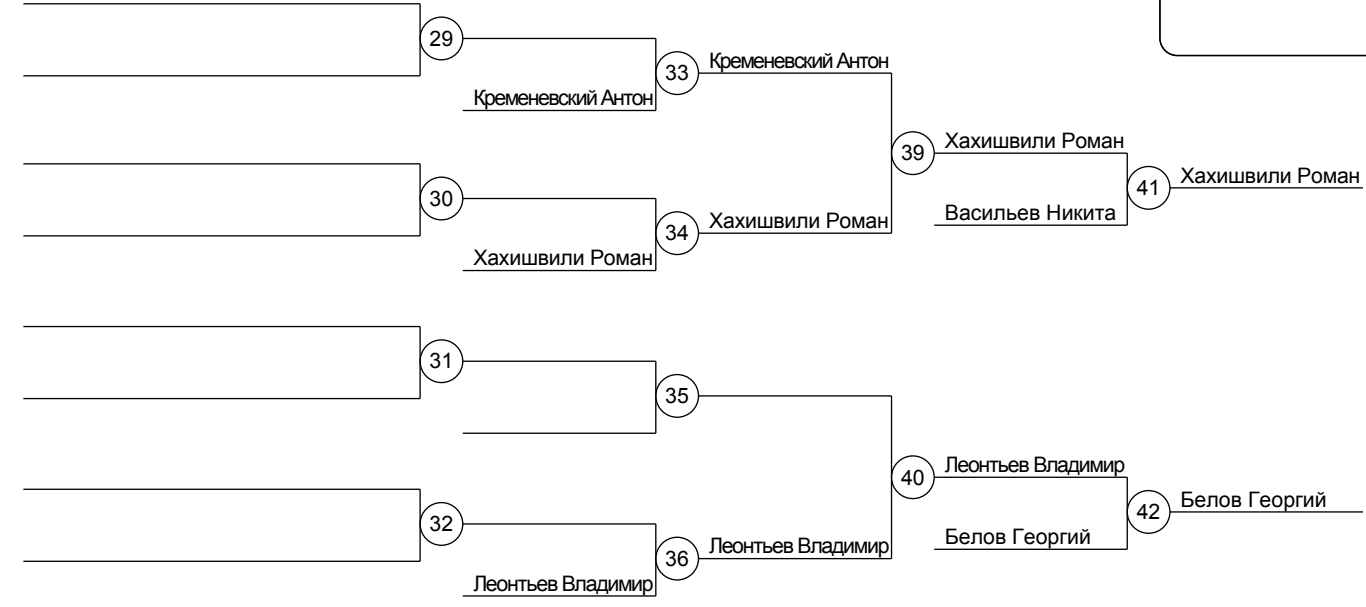 29
Кременевский Антон
33
Кременевский Антон
39
Хахишвили Роман
41
Хахишвили Роман
30
34
Хахишвили Роман
Васильев Никита
Хахишвили Роман
31
35
40
Леонтьев Владимир
42
Белов Георгий
32
36
Леонтьев Владимир
Белов Георгий
Леонтьев Владимир